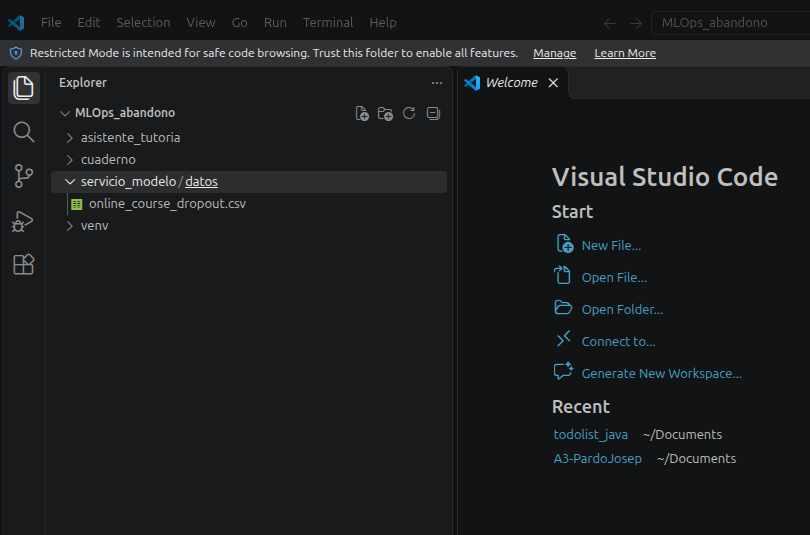 File Edit Selection View Go Run Terminal Help MLOps_abandono
Restricted Mode is intended for safe code browsing. Trust this folder to enable all features. Manage Learn More
Explorer
MLOps_abandono
asistente_tutoria
cuaderno
servicio_modelo / datos
online_course_dropout.csv
venv
Welcome
Visual Studio Code
Start
New File...
Open File...
Open Folder...
Connect to...
Generate New Workspace...
Recent
todolist_java ~/Documents
A3-PardoJosep ~/Documents